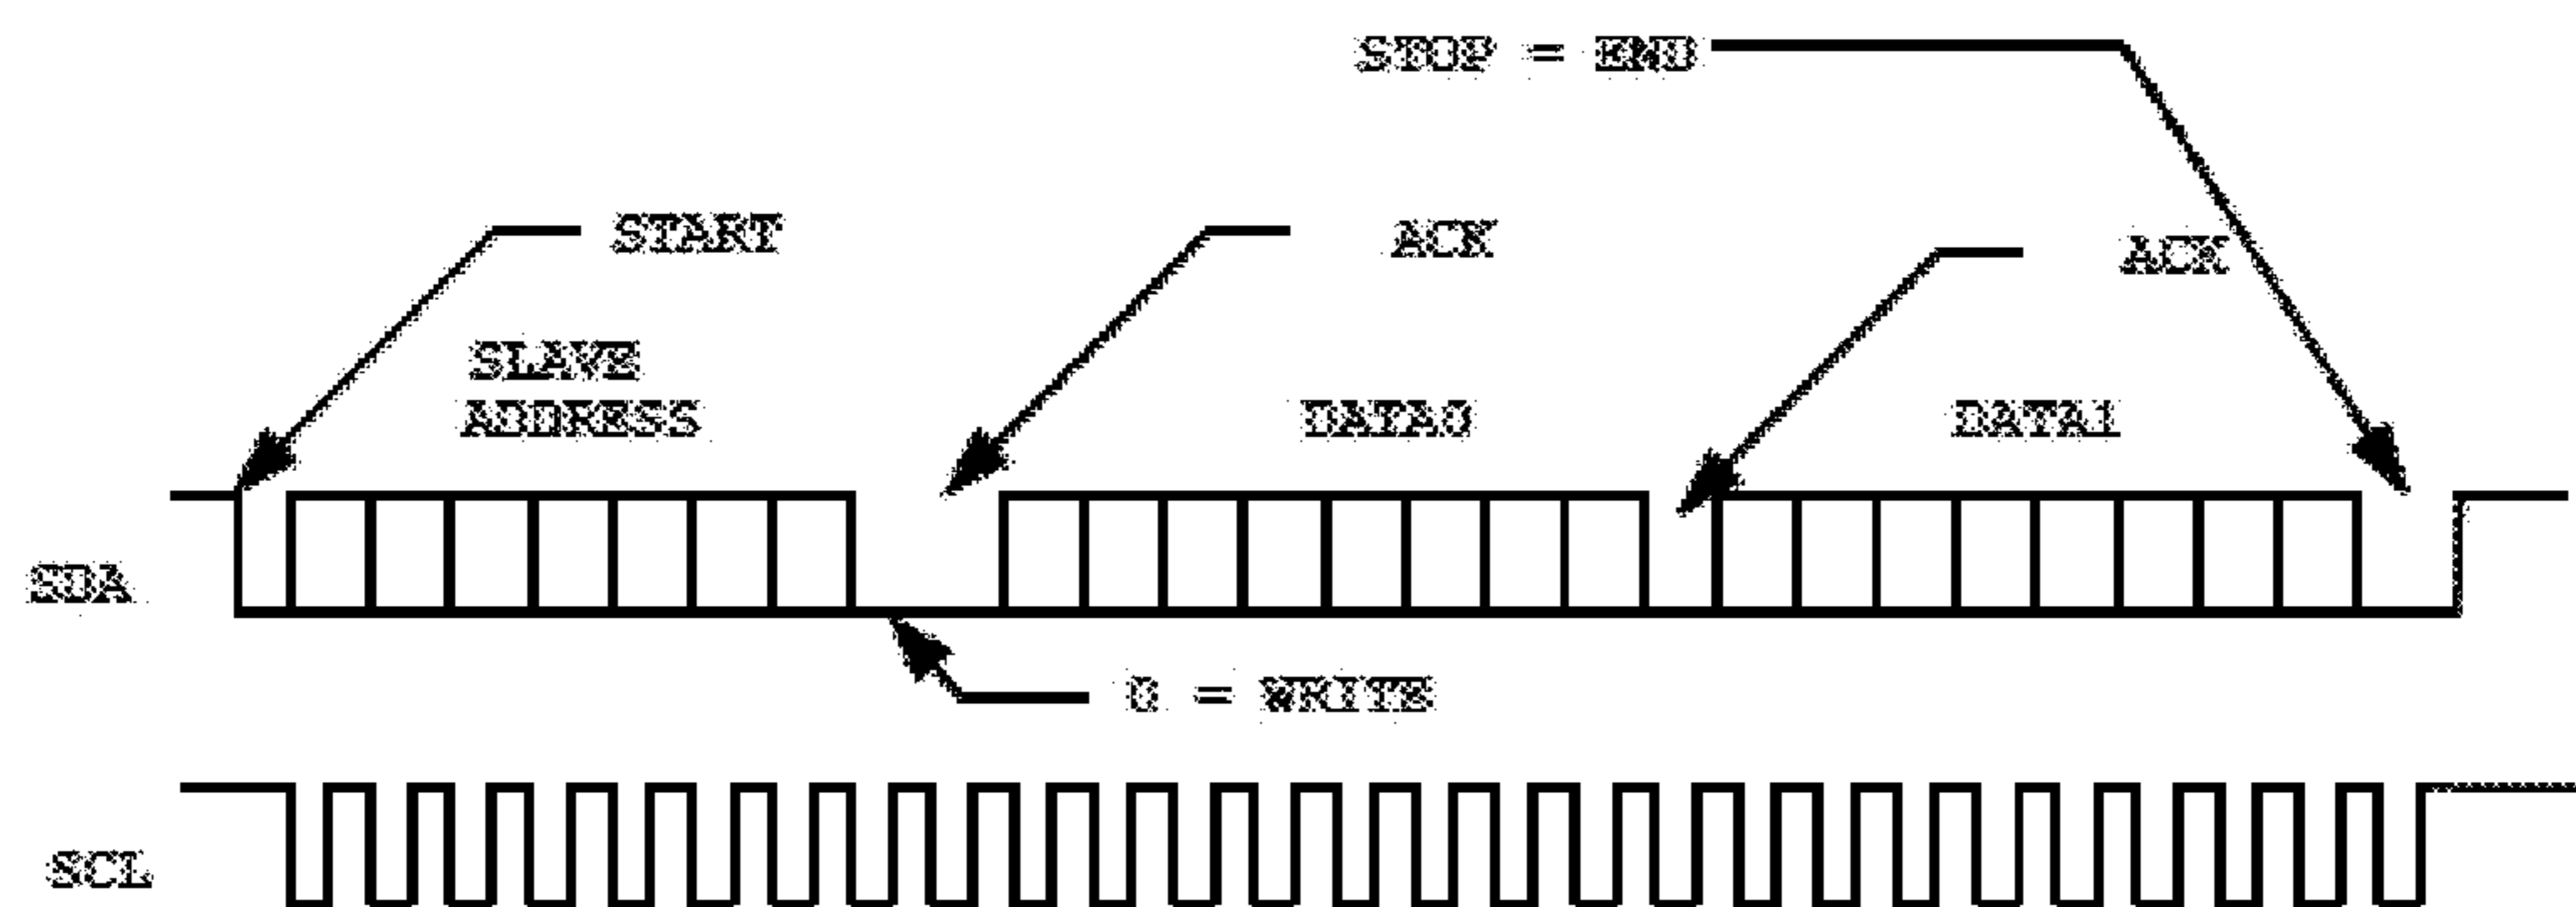 STOP = END
START
ACK
ACK
SLAVE
ADDRESS
DATA0
DATA1
SDA
0 = WRITE
SCL